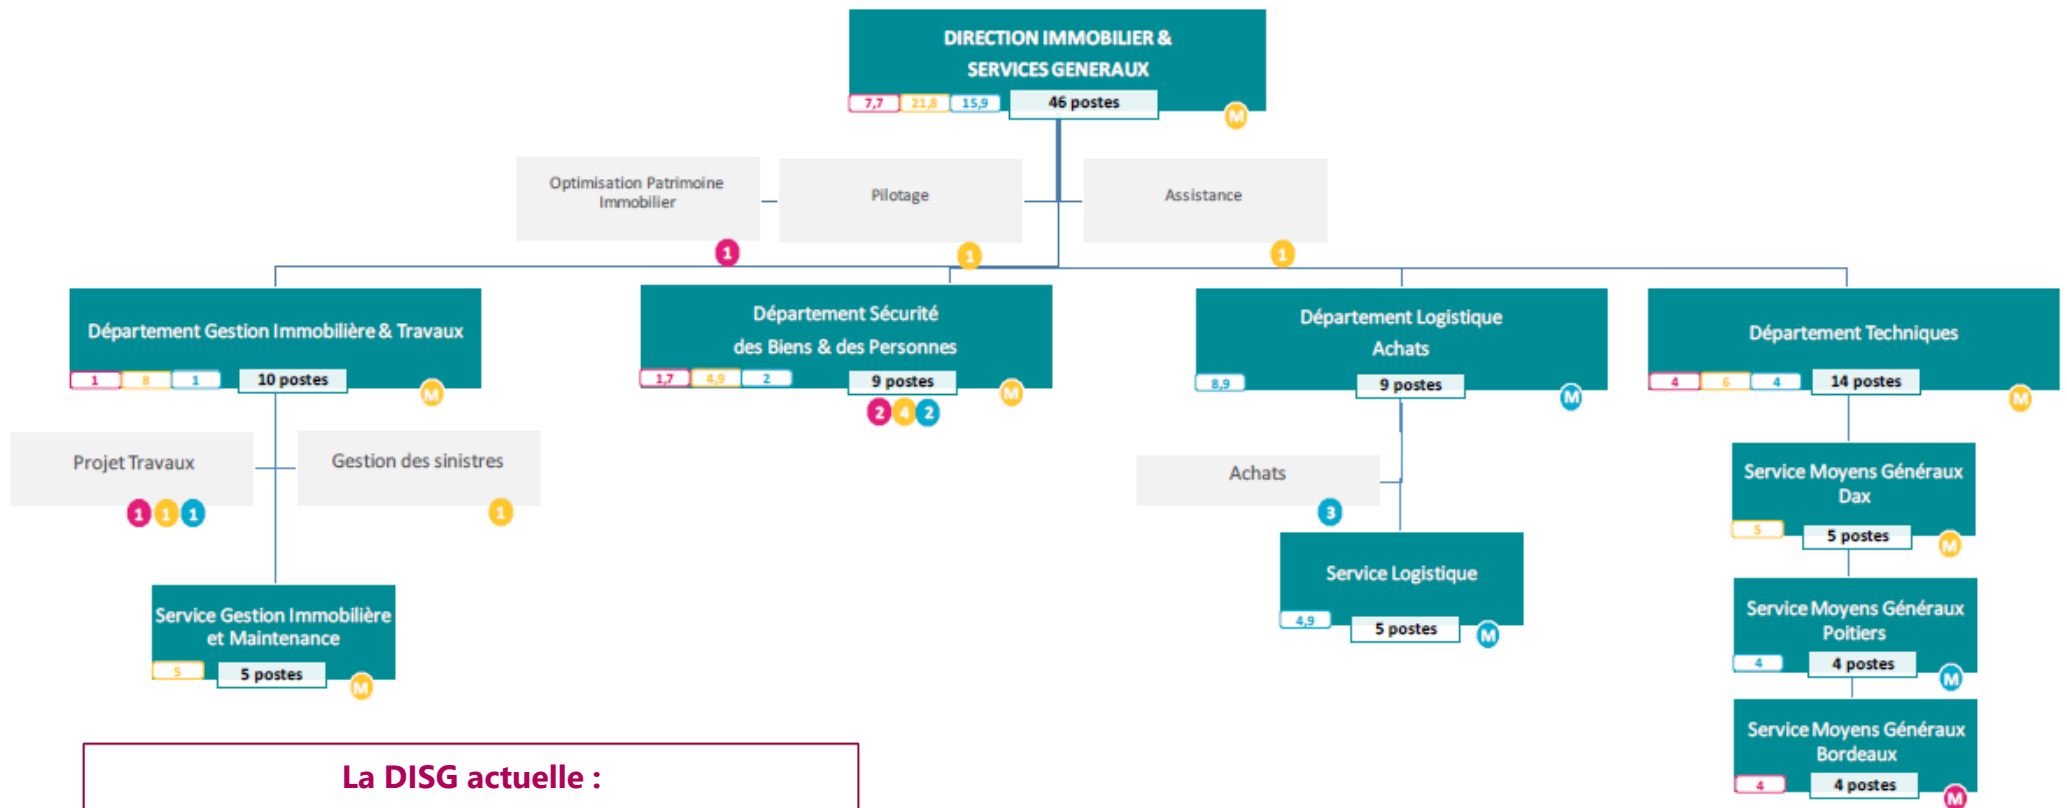 DIRECTION IMMOBILIER &
SERVICES GENERAUX
7,7 21,8 15,9 46 postes M
Optimisation Patrimoine
Immobilier
1
Pilotage
1
Assistance
1
Département Gestion Immobilière & Travaux
1 8 1 10 postes M
Département Sécurité
des Biens & des Personnes
1,7 4,9 2 9 postes M
2 4 2
Département Logistique
Achats
8,9 9 postes M
Département Techniques
4 6 4 14 postes M
Projet Travaux
1 1 1
Gestion des sinistres
1
Achats
3
Service Moyens Généraux
Dax
5 5 postes M
Service Logistique
4,9 5 postes M
Service Gestion Immobilière
et Maintenance
5 5 postes M
Service Moyens Généraux
Poitiers
4 4 postes M
Service Moyens Généraux
Bordeaux
4 4 postes M
La DISG actuelle :